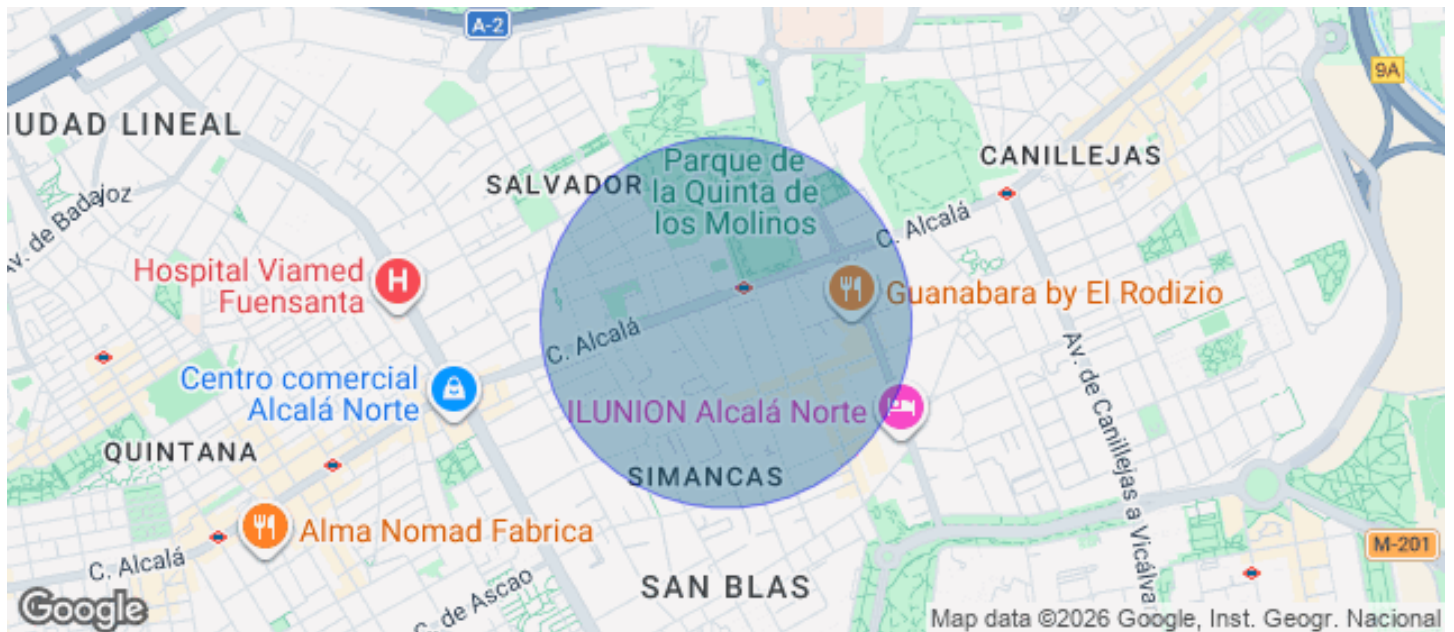 A-2
9A
IUDAD LINEAL
CANILLEJAS
Parque de
la Quinta de
los Molinos
SALVADOR
Av. de Badajoz
C. Alcalá
Hospital Viamed
Fuensanta
Guanabara by El Rodizio
C. Alcalá
Centro comercial
Alcalá Norte
ILUNION Alcalá Norte
Av. de Canillejas a Vicálvar
QUINTANA
SIMANCAS
Alma Nomad Fabrica
M-201
C. Alcalá
C. de Ascao
SAN BLAS
Google
Map data ©2026 Google, Inst. Geogr. Nacional